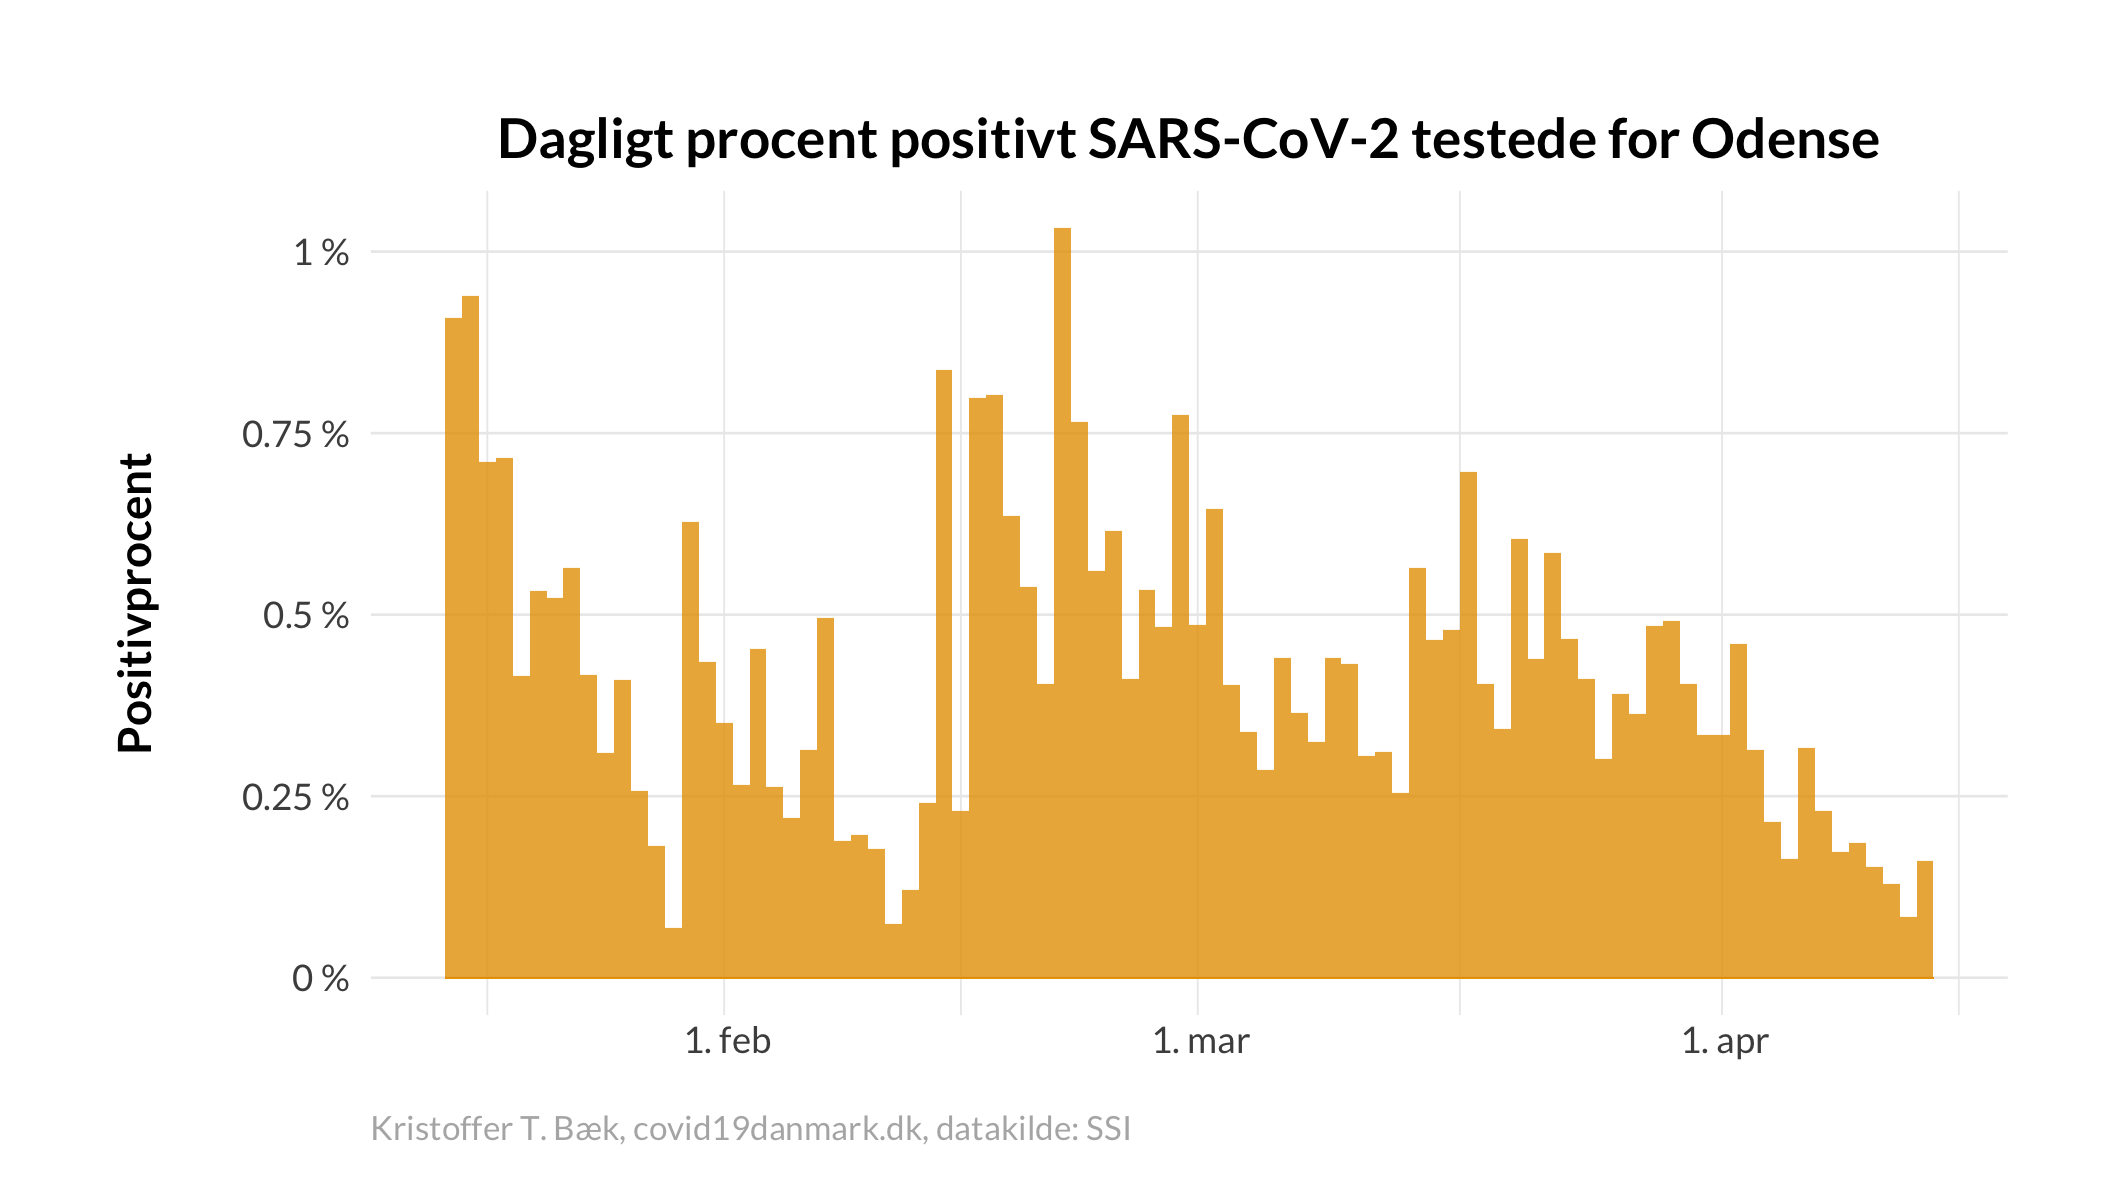 Dagligt procent positivt SARS-CoV-2 testede for Odense
Positivprocent
1 %
0.75 %
0.5 %
0.25 %
0 %
1. feb
1. mar
1. apr
Kristoffer T. Bæk, covid19danmark.dk, datakilde: SSI